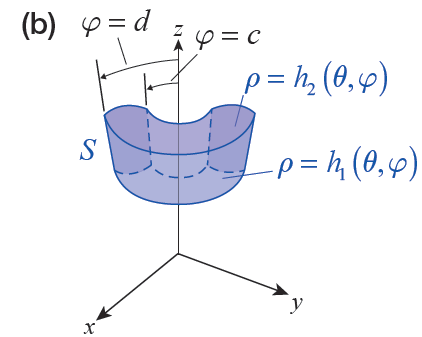 (b) φ = d
z
φ = c
ρ = h₂ (θ, φ)
S
ρ = h₁ (θ, φ)
x
y